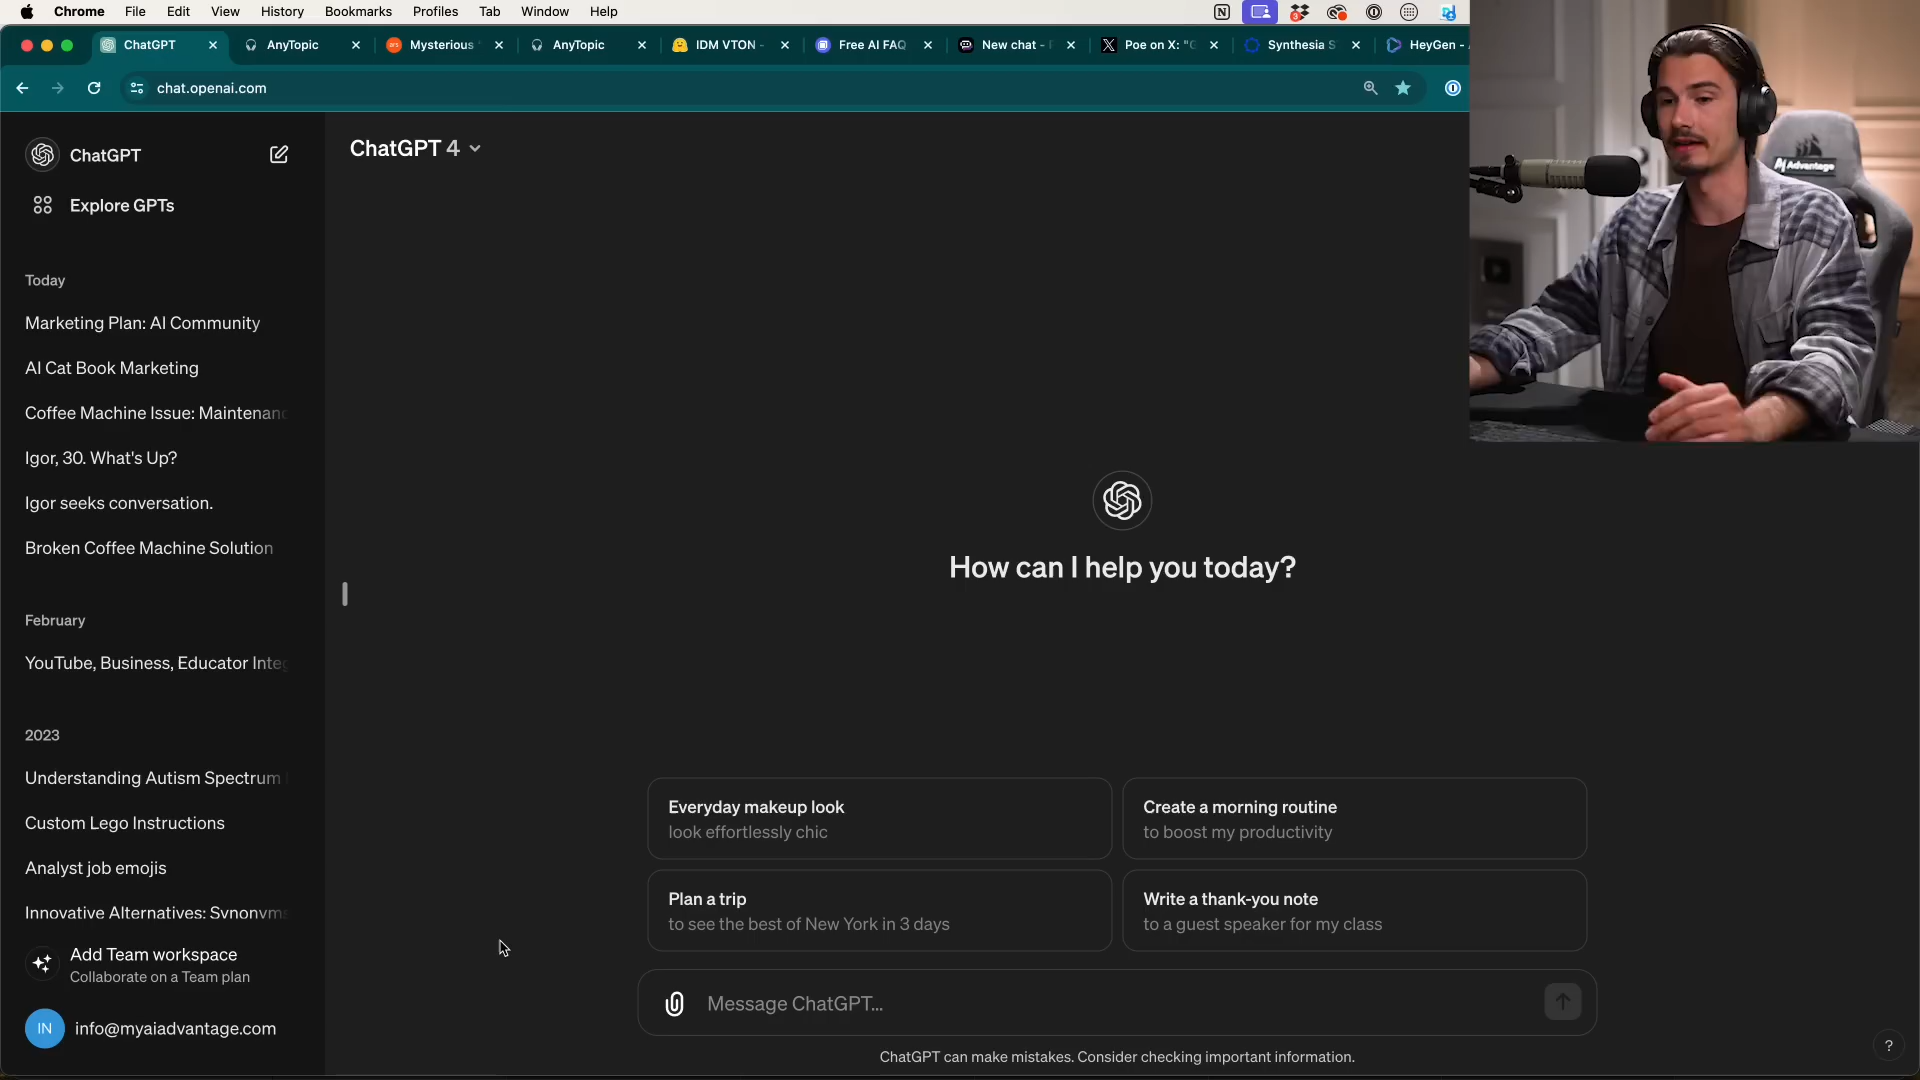 Chrome File Edit View History Bookmarks Profiles Tab Window Help
ChatGPT AnyTopic Mysterious AnyTopic IDM VTON - Free AI FAQ New chat - Poe on X: "G Synthesia S HeyGen -
chat.openai.com
ChatGPT
Explore GPTs
Today
Marketing Plan: AI Community
AI Cat Book Marketing
Coffee Machine Issue: Maintenanc
Igor, 30. What's Up?
Igor seeks conversation.
Broken Coffee Machine Solution
February
YouTube, Business, Educator Integ
2023
Understanding Autism Spectrum
Custom Lego Instructions
Analyst job emojis
Innovative Alternatives: Synonyms
Add Team workspace
Collaborate on a Team plan
IN info@myaiadvantage.com
ChatGPT 4
How can I help you today?
Everyday makeup look
look effortlessly chic
Create a morning routine
to boost my productivity
Plan a trip
to see the best of New York in 3 days
Write a thank-you note
to a guest speaker for my class
Message ChatGPT...
ChatGPT can make mistakes. Consider checking important information.
?
AI Advantage